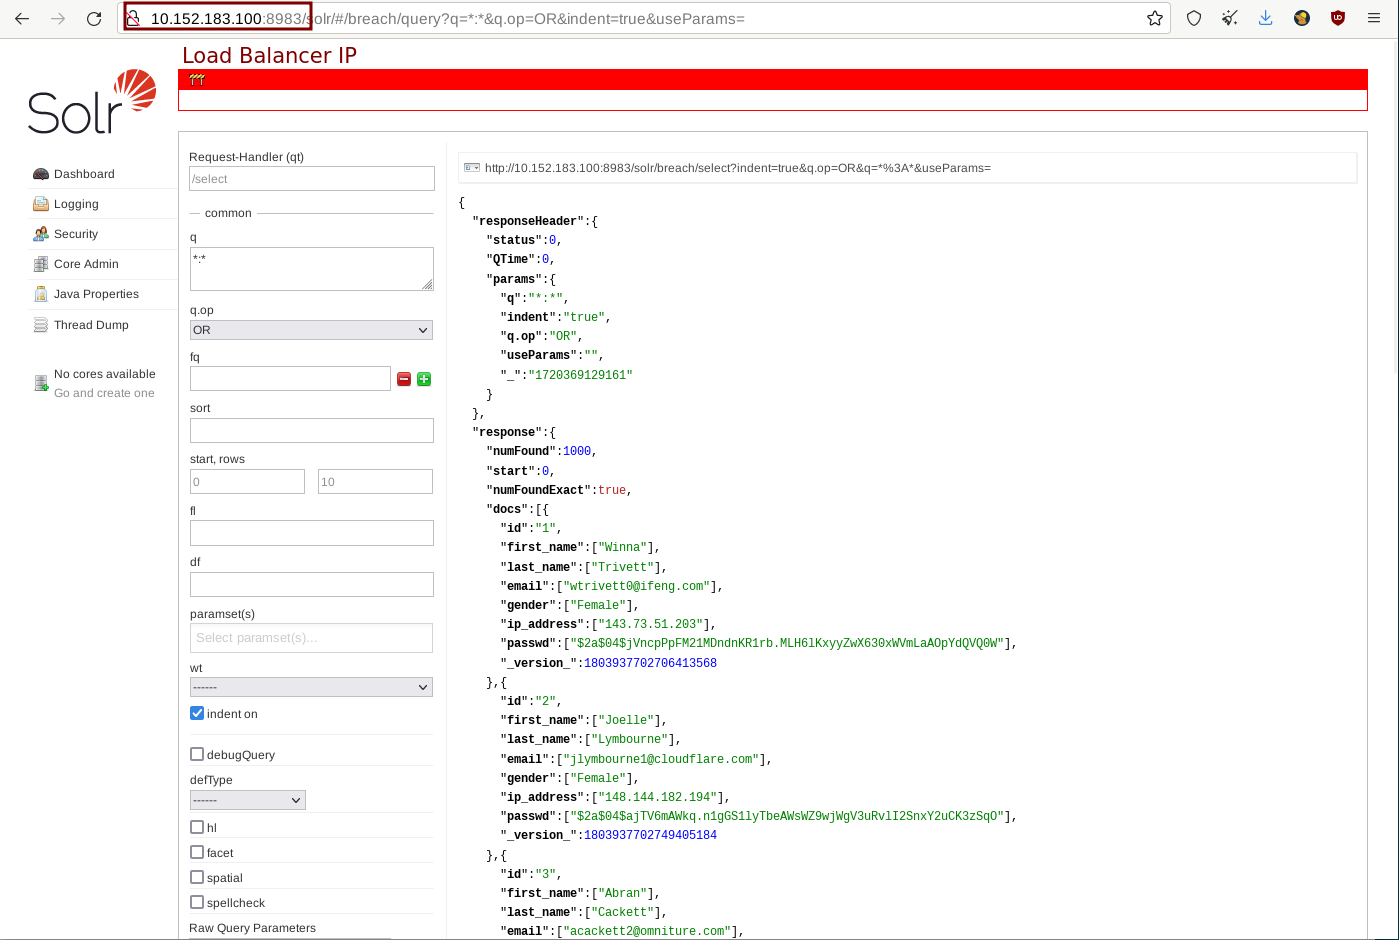 10.152.183.100:8983/solr/#/breach/query?q=*:*&q.op=OR&indent=true&useParams=
Load Balancer IP
Solr
Dashboard
Logging
Security
Core Admin
Java Properties
Thread Dump
No cores available
Go and create one
Request-Handler (qt)
/select
common
q
*:*
q.op
OR
fq
sort
start, rows
0 10
fl
df
paramset(s)
Select paramset(s)...
wt
------
indent on
debugQuery
defType
------
hl
facet
spatial
spellcheck
Raw Query Parameters
http://10.152.183.100:8983/solr/breach/select?indent=true&q.op=OR&q=*%3A*&useParams=
{
"responseHeader":{
"status":0,
"QTime":0,
"params":{
"q":"*:*",
"indent":"true",
"q.op":"OR",
"useParams":"",
"_":"1720369129161"
}
},
"response":{
"numFound":1000,
"start":0,
"numFoundExact":true,
"docs":[{
"id":"1",
"first_name":["Winna"],
"last_name":["Trivett"],
"email":["wtrivett0@ifeng.com"],
"gender":["Female"],
"ip_address":["143.73.51.203"],
"passwd":["$2a$04$jVncpPpFM21MDndnKR1rb.MLH6lKxyyZwX630xWVmLaAOpYdQVQ0W"],
"_version_":1803937702706413568
},{
"id":"2",
"first_name":["Joelle"],
"last_name":["Lymbourne"],
"email":["jlymbourne1@cloudflare.com"],
"gender":["Female"],
"ip_address":["148.144.182.194"],
"passwd":["$2a$04$ajTV6mAWkq.n1gGS1lyTbeAWsWZ9wjWgV3uRvlI2SnxY2uCK3zSqO"],
"_version_":1803937702749405184
},{
"id":"3",
"first_name":["Abran"],
"last_name":["Cackett"],
"email":["acackett2@omniture.com"],